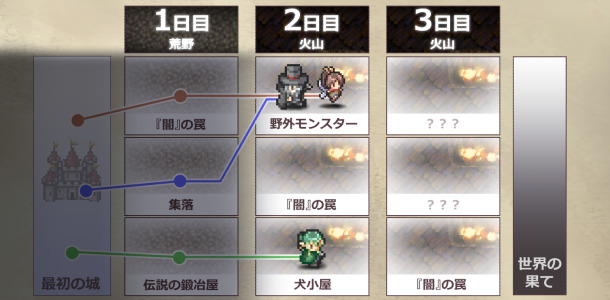 1日目
荒野
2日目
火山
3日目
火山
『闇』の罠
野外モンスター
？？？
集落
『闇』の罠
？？？
最初の城
伝説の鍛冶屋
犬小屋
『闇』の罠
世界の
果て